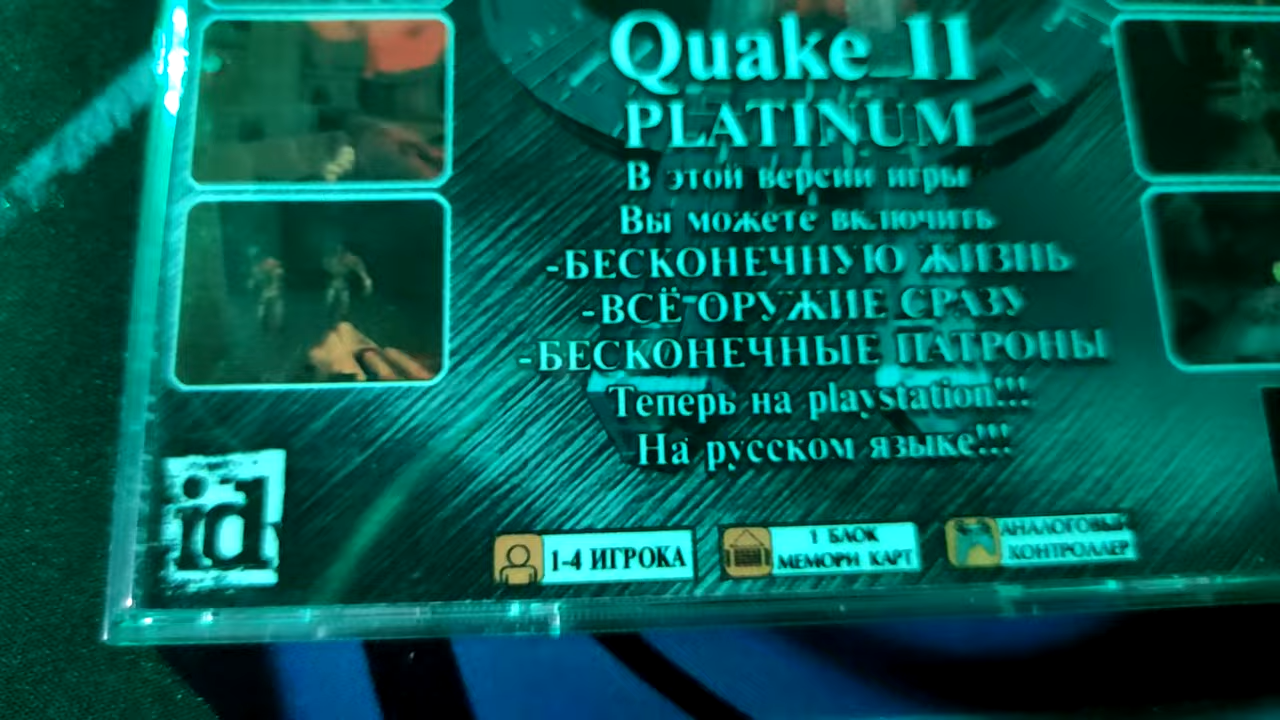 Quake II
PLATINUM
В этой версии игры
Вы можете включить
-БЕСКОНЕЧНУЮ ЖИЗНЬ
-ВСЁ ОРУЖИЕ СРАЗУ
-БЕСКОНЕЧНЫЕ ПАТРОНЫ
Теперь на playstation!!!
На русском языке!!!
id
1-4 ИГРОКА
1 БЛОК
МЕМОРИ КАРТ
АНАЛОГОВЫЙ
КОНТРОЛЛЕР